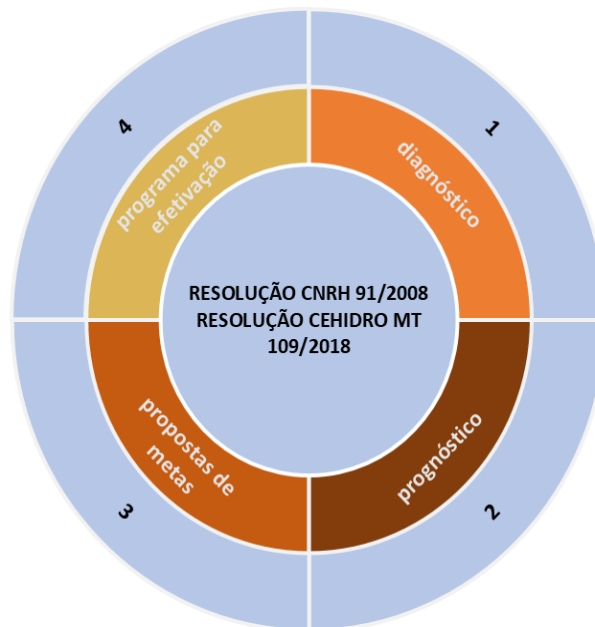 RESOLUÇÃO CNRH 91/2008
RESOLUÇÃO CEHIDRO MT
109/2018
1
diagnóstico
2
prognóstico
3
propostas de
metas
4
programa para
efetivação